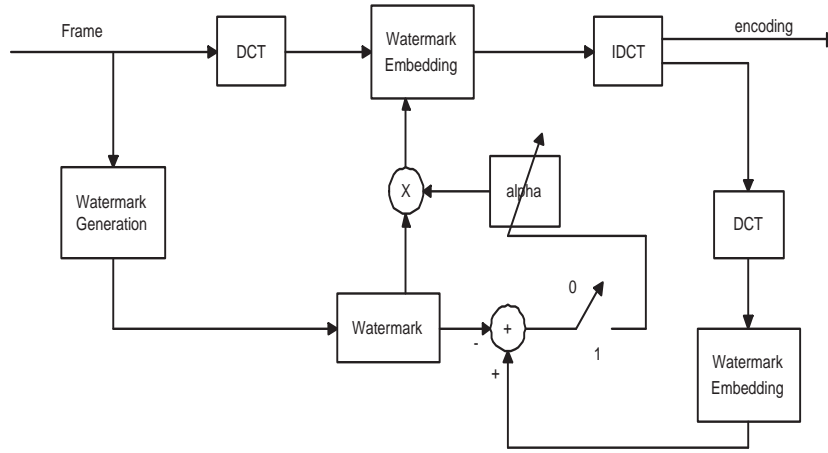 Frame
DCT
Watermark
Embedding
IDCT
encoding
Watermark
Generation
X
alpha
DCT
0
Watermark
-
+
1
+
Watermark
Embedding